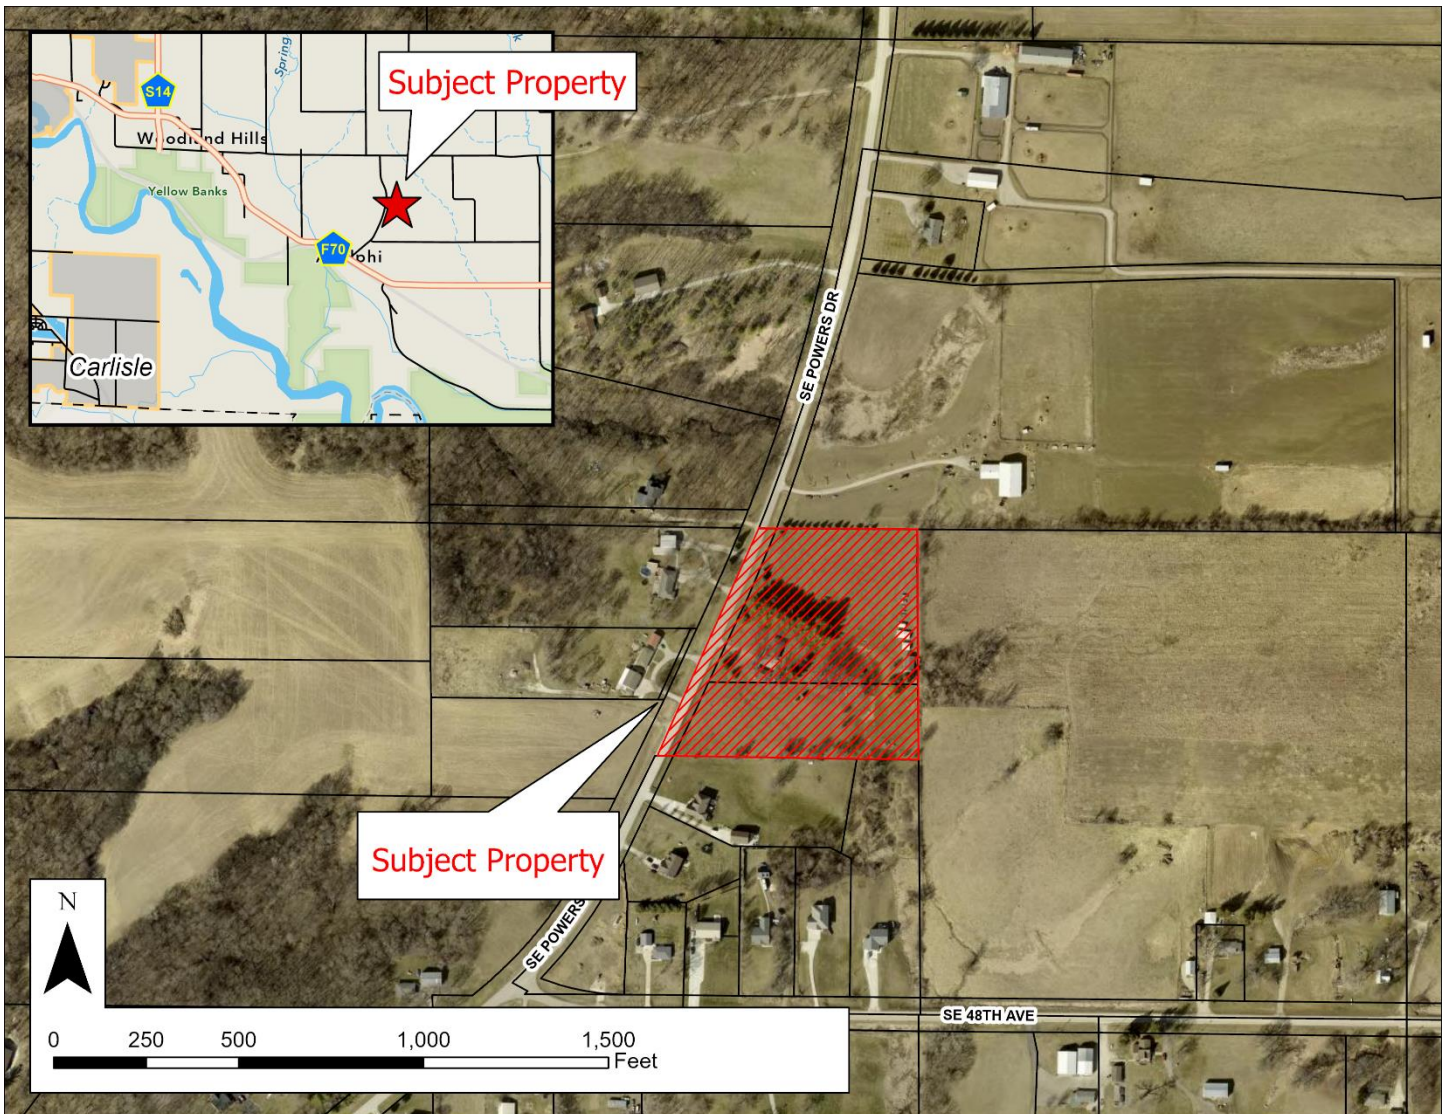 Subject Property
S14
Spring
Woodland Hills
Yellow Banks
F70
Carlisle
SE POWERS DR
Subject Property
SE POWERS
N
SE 48TH AVE
0 250 500 1,000 1,500
Feet